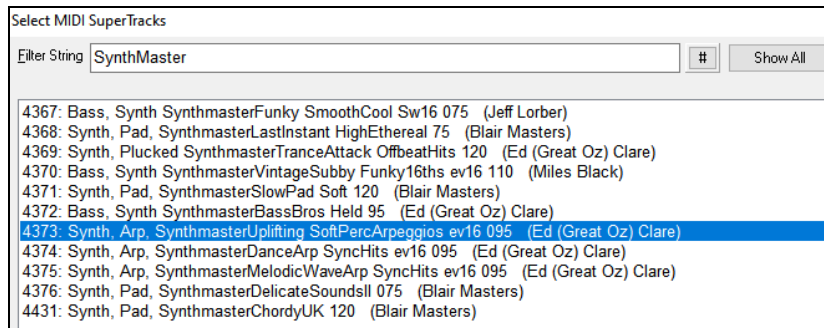 Select MIDI SuperTracks
Filter String SynthMaster # Show All
4367: Bass, Synth SynthmasterFunky SmoothCool Sw16 075 (Jeff Lorber)
4368: Synth, Pad, SynthmasterLastInstant HighEthereal 75 (Blair Masters)
4369: Synth, Plucked SynthmasterTranceAttack OffbeatHits 120 (Ed (Great Oz) Clare)
4370: Bass, Synth SynthmasterVintageSubby Funky16ths ev16 110 (Miles Black)
4371: Synth, Pad, SynthmasterSlowPad Soft 120 (Blair Masters)
4372: Bass, Synth SynthmasterBassBros Held 95 (Ed (Great Oz) Clare)
4373: Synth, Arp, SynthmasterUplifting SoftPercArpeggios ev16 095 (Ed (Great Oz) Clare)
4374: Synth, Arp, SynthmasterDanceArp SyncHits ev16 095 (Ed (Great Oz) Clare)
4375: Synth, Arp, SynthmasterMelodicWaveArp SyncHits ev16 095 (Ed (Great Oz) Clare)
4376: Synth, Pad, SynthmasterDelicateSoundsII 075 (Blair Masters)
4431: Synth, Pad, SynthmasterChordyUK 120 (Blair Masters)